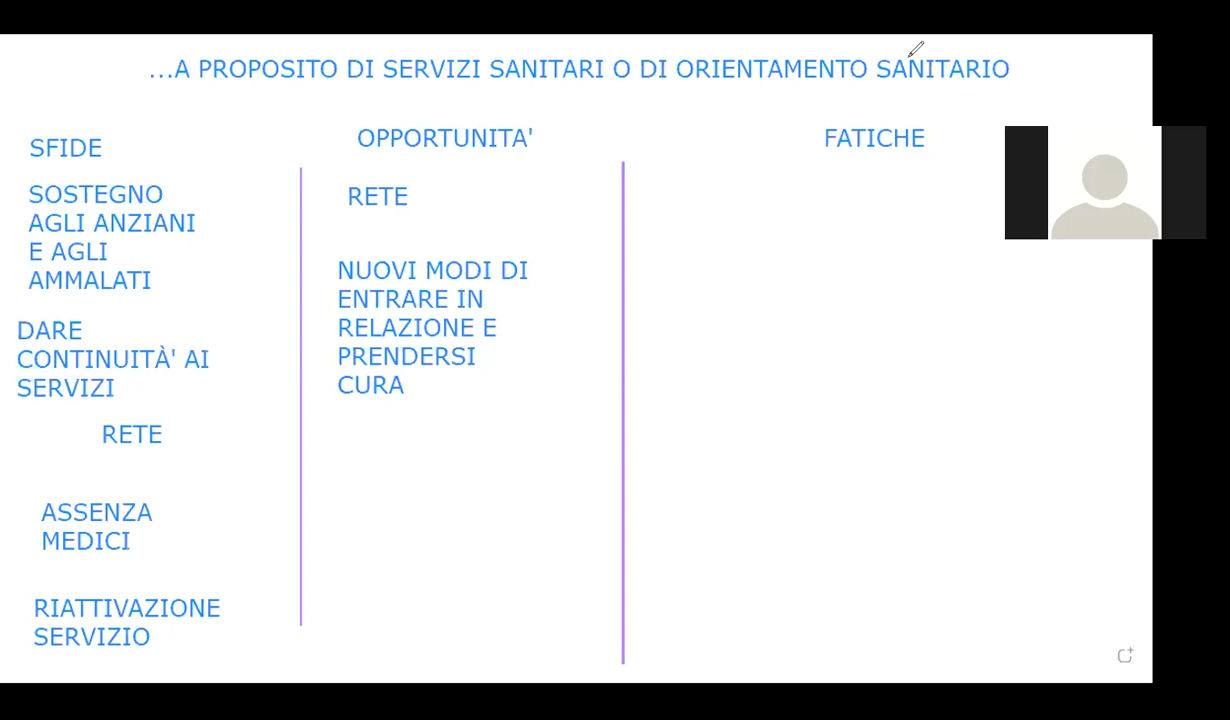 ...A PROPOSITO DI SERVIZI SANITARI O DI ORIENTAMENTO SANITARIO
SFIDE
SOSTEGNO
AGLI ANZIANI
E AGLI
AMMALATI
DARE
CONTINUITÀ' AI
SERVIZI
RETE
ASSENZA
MEDICI
RIATTIVAZIONE
SERVIZIO
OPPORTUNITA'
RETE
NUOVI MODI DI
ENTRARE IN
RELAZIONE E
PRENDERSI
CURA
FATICHE